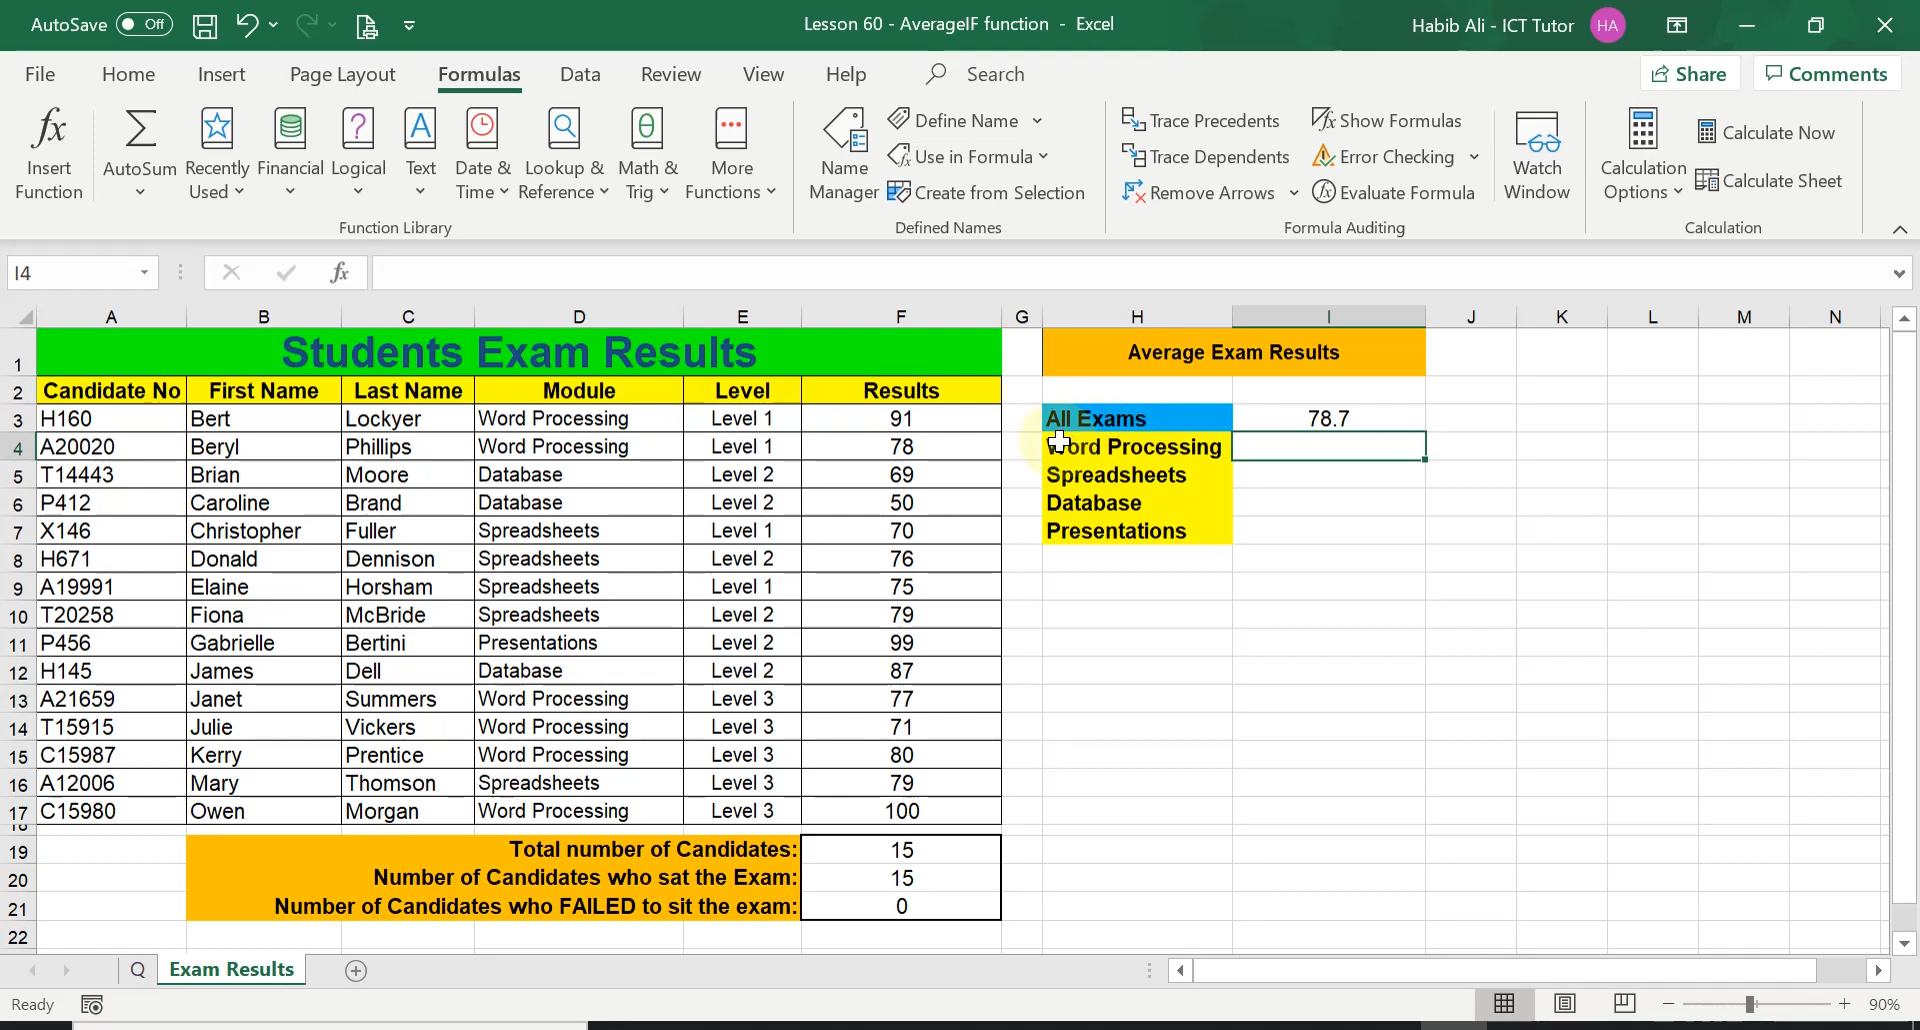 AutoSave Off Lesson 60 - AverageIF function - Excel Habib Ali - ICT Tutor HA
File Home Insert Page Layout Formulas Data Review View Help Search Share Comments
fx Insert Function
AutoSum
Recently Used
Financial
Logical
Text
Date & Time
Lookup & Reference
Math & Trig
More Functions
Function Library
Name Manager
Define Name
Use in Formula
Create from Selection
Defined Names
Trace Precedents
Trace Dependents
Remove Arrows
Show Formulas
Error Checking
Evaluate Formula
Formula Auditing
Watch Window
Calculation Options
Calculate Now
Calculate Sheet
Calculation
I4 fx
A B C D E F G H I J K L M N
1 Students Exam Results Average Exam Results
2 Candidate No First Name Last Name Module Level Results
3 H160 Bert Lockyer Word Processing Level 1 91 All Exams 78.7
4 A20020 Beryl Phillips Word Processing Level 1 78 Word Processing
5 T14443 Brian Moore Database Level 2 69 Spreadsheets
6 P412 Caroline Brand Database Level 2 50 Database
7 X146 Christopher Fuller Spreadsheets Level 1 70 Presentations
8 H671 Donald Dennison Spreadsheets Level 2 76
9 A19991 Elaine Horsham Spreadsheets Level 1 75
10 T20258 Fiona McBride Spreadsheets Level 2 79
11 P456 Gabrielle Bertini Presentations Level 2 99
12 H145 James Dell Database Level 2 87
13 A21659 Janet Summers Word Processing Level 3 77
14 T15915 Julie Vickers Word Processing Level 3 71
15 C15987 Kerry Prentice Word Processing Level 3 80
16 A12006 Mary Thomson Spreadsheets Level 3 79
17 C15980 Owen Morgan Word Processing Level 3 100
18
19 Total number of Candidates: 15
20 Number of Candidates who sat the Exam: 15
21 Number of Candidates who FAILED to sit the exam: 0
22
Q Exam Results
Ready 90%